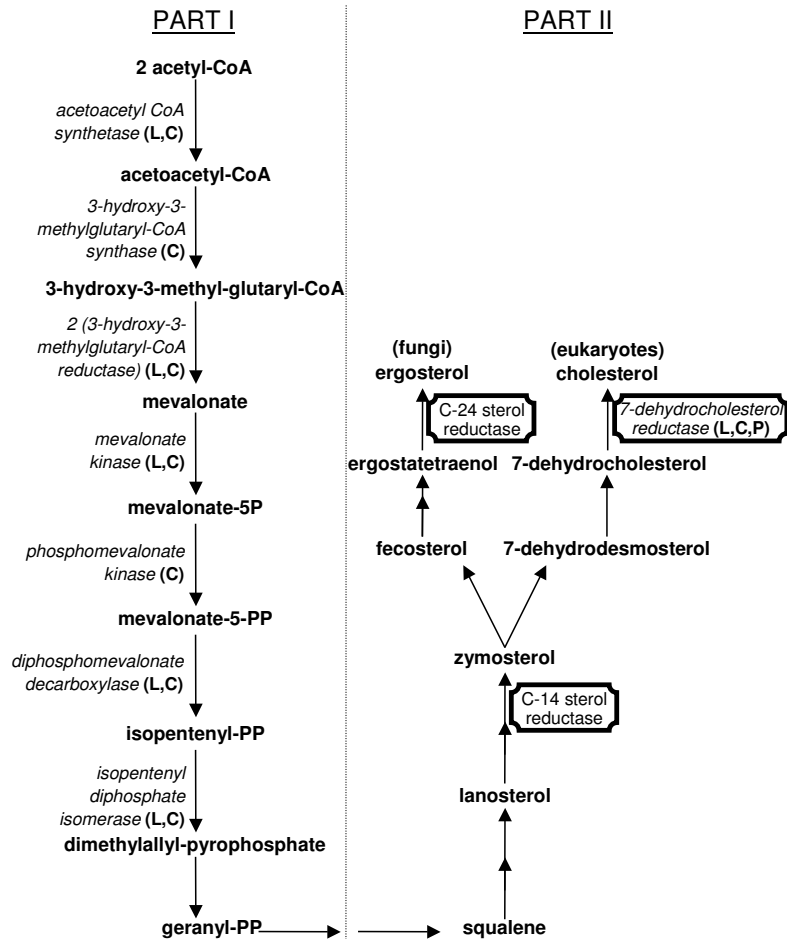 PART I
2 acetyl-CoA
acetoacetyl CoA
synthetase (L,C)
acetoacetyl-CoA
3-hydroxy-3-
methylglutaryl-CoA
synthase (C)
3-hydroxy-3-methyl-glutaryl-CoA
2 (3-hydroxy-3-
methylglutaryl-CoA
reductase) (L,C)
mevalonate
mevalonate
kinase (L,C)
mevalonate-5P
phosphomevalonate
kinase (C)
mevalonate-5-PP
diphosphomevalonate
decarboxylase (L,C)
isopentenyl-PP
isopentenyl
diphosphate
isomerase (L,C)
dimethylallyl-pyrophosphate
geranyl-PP
PART II
(fungi)
ergosterol
(eukaryotes)
cholesterol
C-24 sterol
reductase
7-dehydrocholesterol
reductase (L,C,P)
ergostatetraenol
7-dehydrocholesterol
fecosterol
7-dehydrodesmosterol
zymosterol
C-14 sterol
reductase
lanosterol
squalene